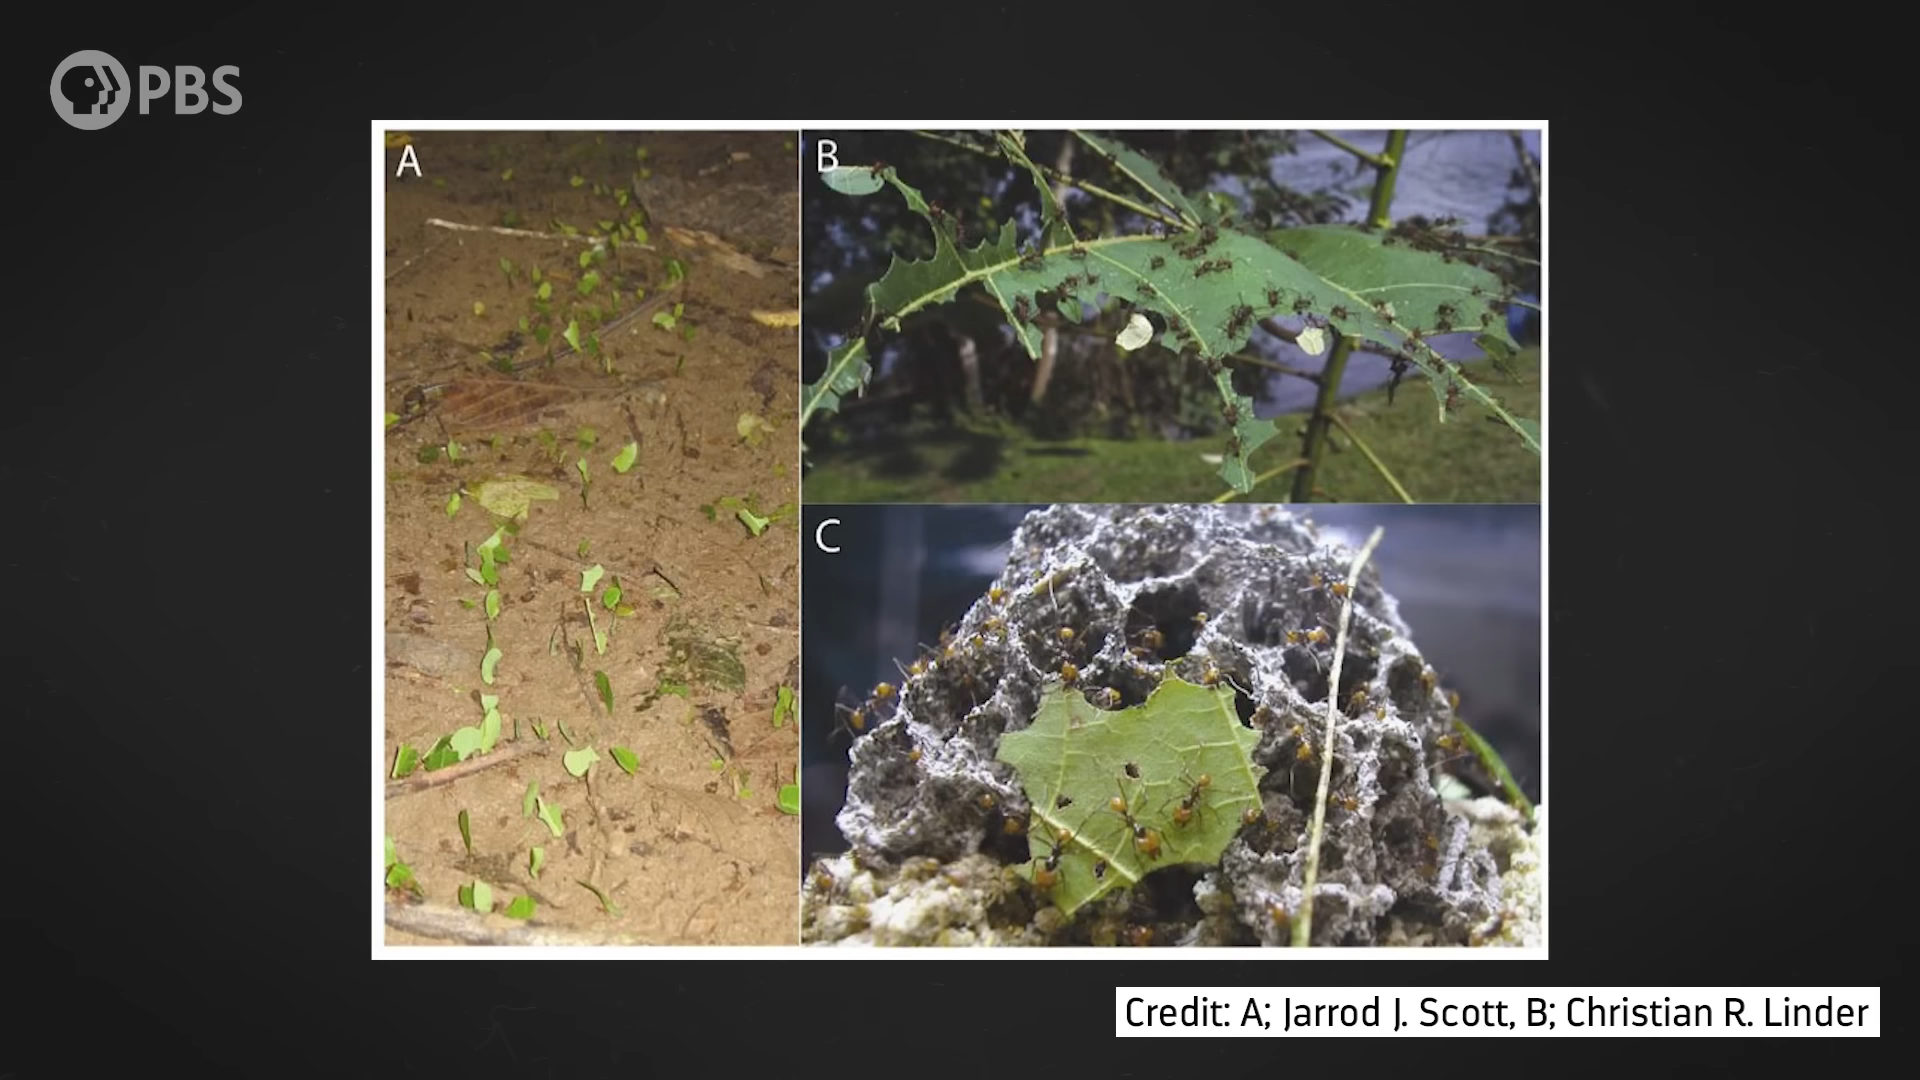 PBS
A
B
C
Credit: A; Jarrod J. Scott, B; Christian R. Linder